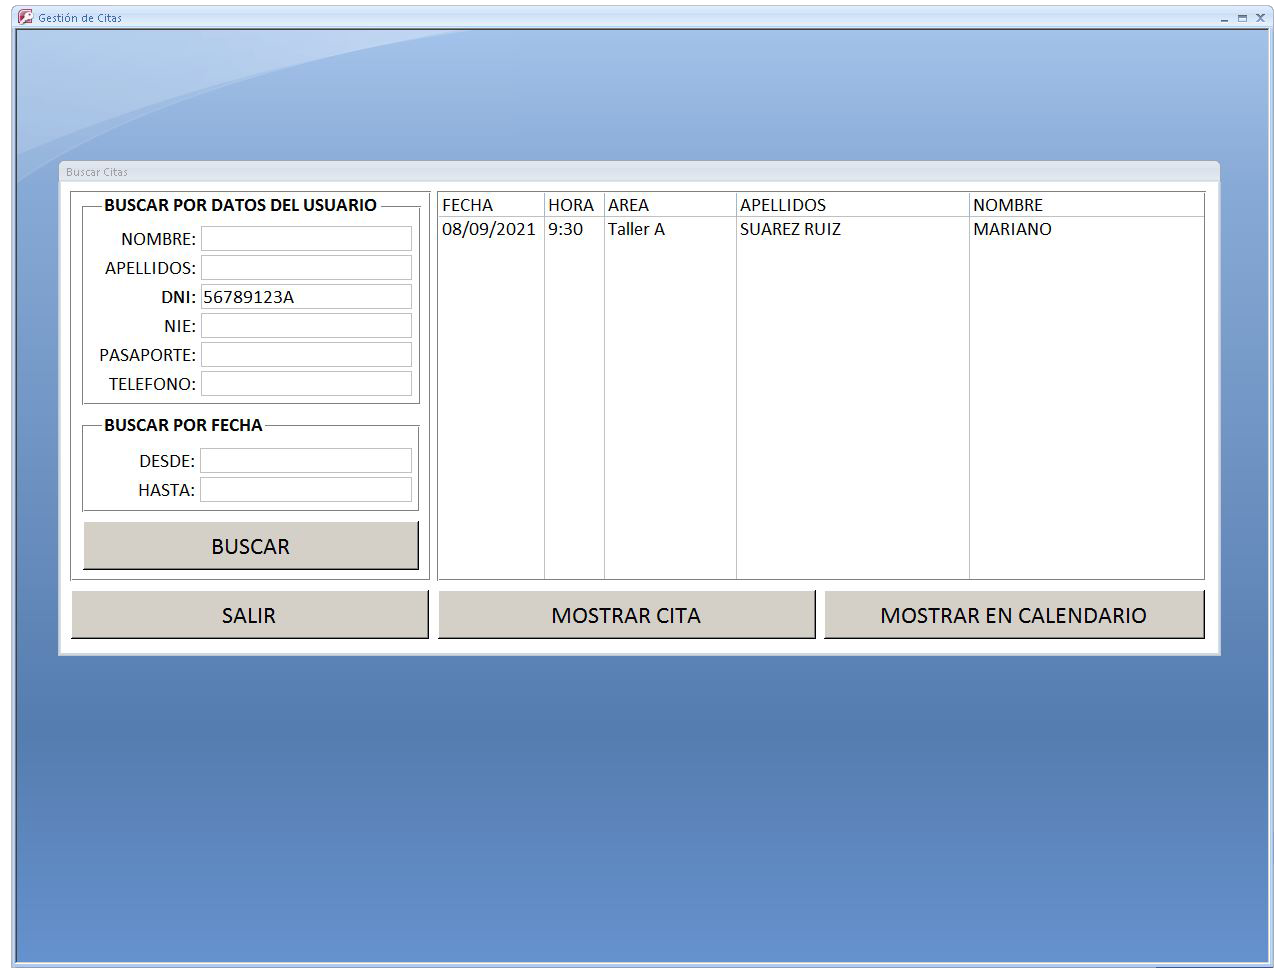 Gestión de Citas
Buscar Citas
BUSCAR POR DATOS DEL USUARIO
NOMBRE:
APELLIDOS:
DNI: 56789123A
NIE:
PASAPORTE:
TELEFONO:
BUSCAR POR FECHA
DESDE:
HASTA:
BUSCAR
FECHA HORA AREA APELLIDOS NOMBRE
08/09/2021 9:30 Taller A SUAREZ RUIZ MARIANO
SALIR MOSTRAR CITA MOSTRAR EN CALENDARIO